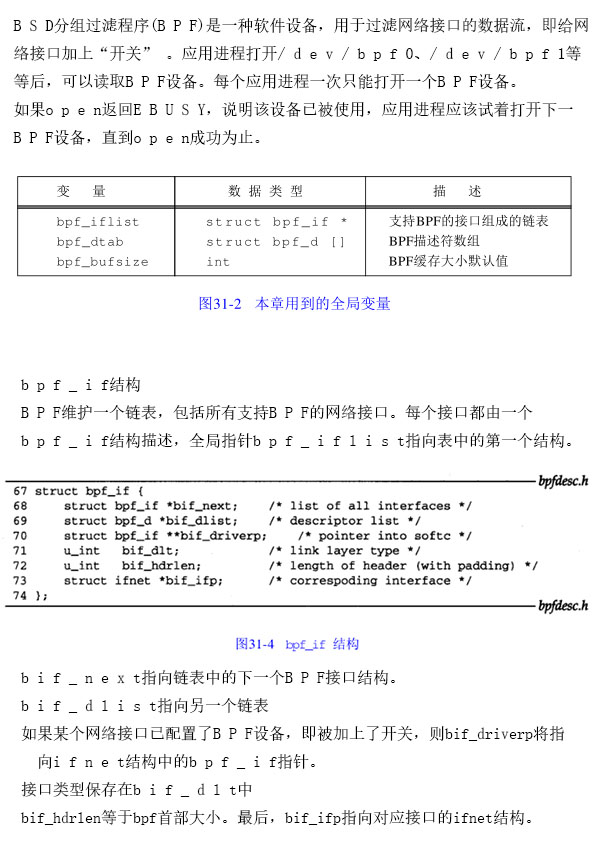 BSD分组过滤程序(BPF)是一种软件设备，用于过滤网络接口的数据流，即给网
络接口加上“开关” 。应用进程打开/dev/bpf0、/dev/bpf1等
等后，可以读取BPF设备。每个应用进程一次只能打开一个BPF设备。
如果open返回EBUSY，说明该设备已被使用，应用进程应该试着打开下一
BPF设备，直到open成功为止。
变 量 数据类型 描 述
bpf_iflist struct bpf_if * 支持BPF的接口组成的链表
bpf_dtab struct bpf_d [] BPF描述符数组
bpf_bufsize int BPF缓存大小默认值
图31-2 本章用到的全局变量
bpf_if结构
BPF维护一个链表，包括所有支持BPF的网络接口。每个接口都由一个
bpf_if结构描述，全局指针bpf_iflist指向表中的第一个结构。
bpfdesc.h
67 struct bpf_if {
68 struct bpf_if *bif_next; /* list of all interfaces */
69 struct bpf_d *bif_dlist; /* descriptor list */
70 struct bpf_if **bif_driverp; /* pointer into softc */
71 u_int bif_dlt; /* link layer type */
72 u_int bif_hdrlen; /* length of header (with padding) */
73 struct ifnet *bif_ifp; /* correspoding interface */
74 };
bpfdesc.h
图31-4 bpf_if 结构
bif_next指向链表中的下一个BPF接口结构。
bif_dlist指向另一个链表
如果某个网络接口已配置了BPF设备，即被加上了开关，则bif_driverp将指
向ifnet结构中的bpf_if指针。
接口类型保存在bif_dlt中
bif_hdrlen等于bpf首部大小。最后，bif_ifp指向对应接口的ifnet结构。